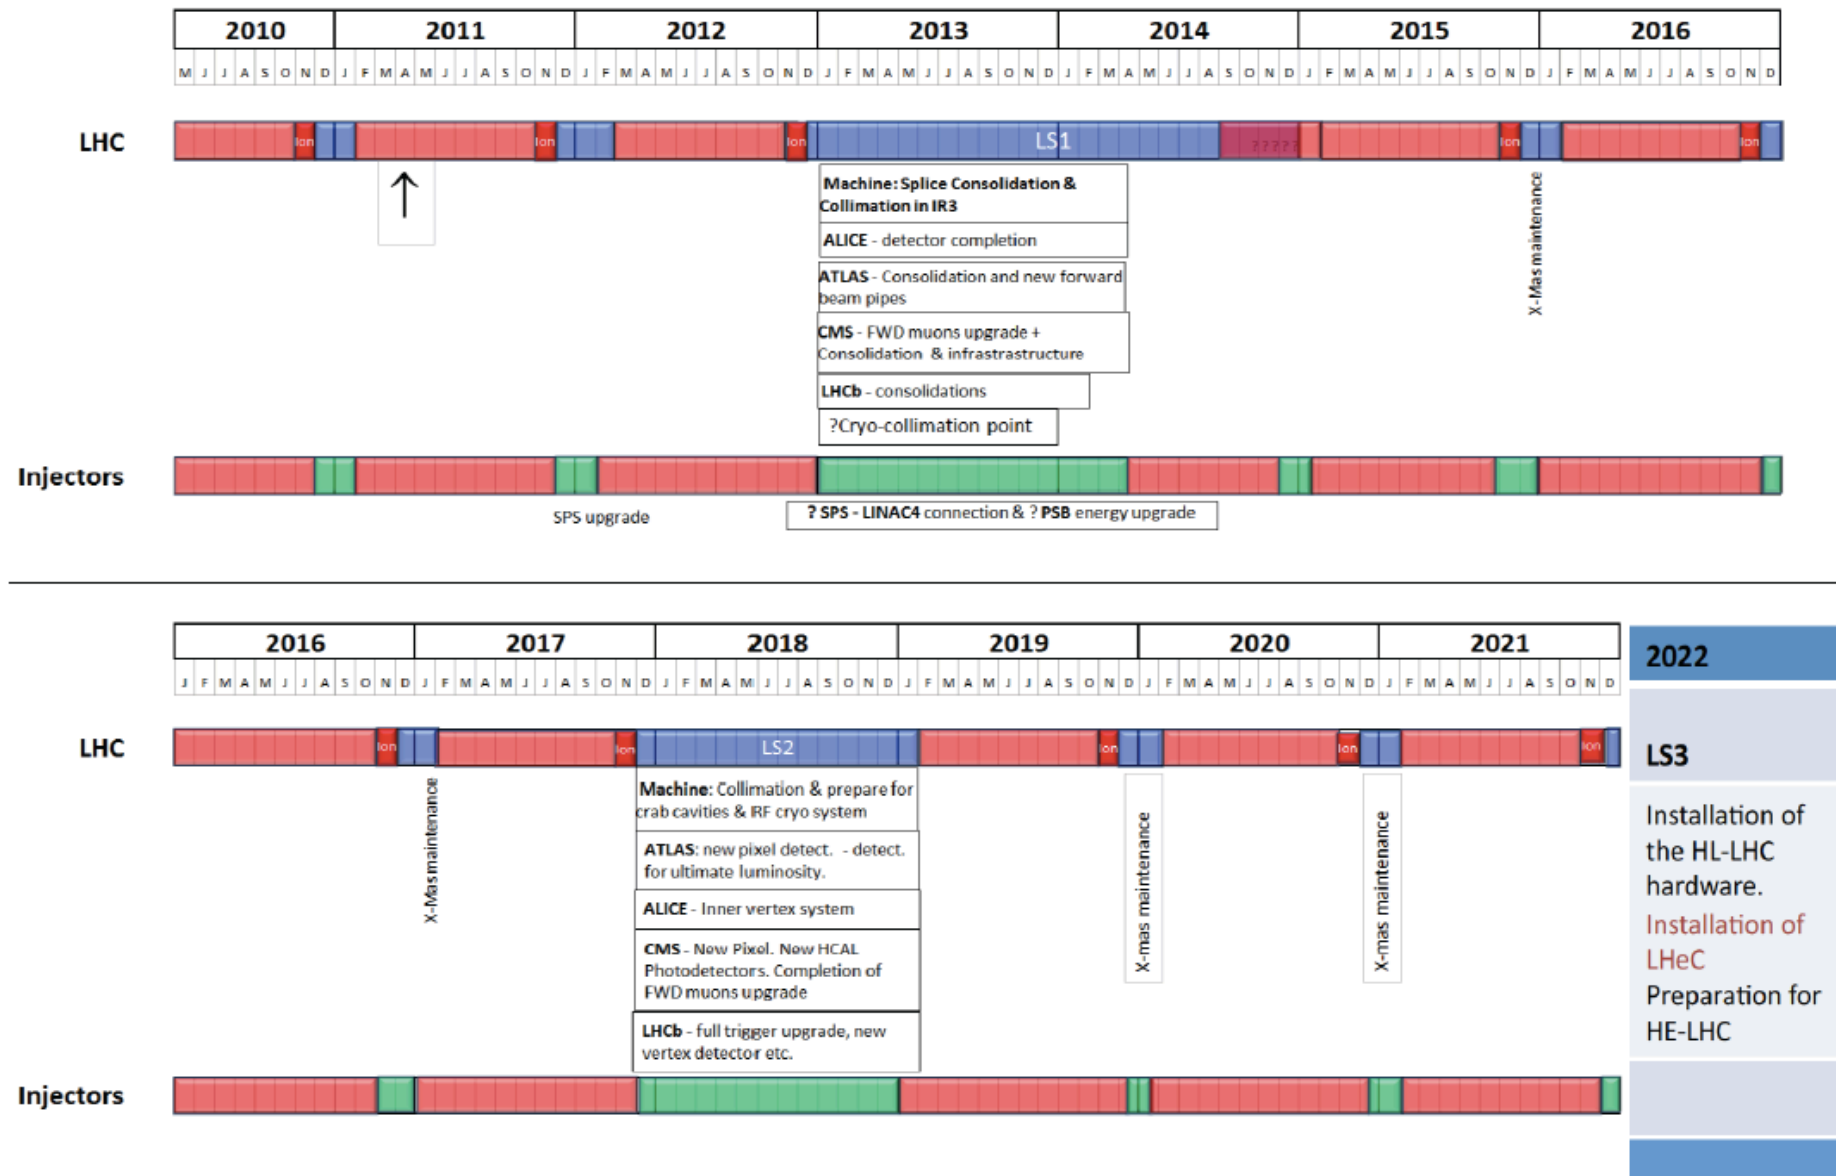 2010 2011 2012 2013 2014 2015 2016
M J J A S O N D J F M A M J J A S O N D J F M A M J J A S O N D J F M A M J J A S O N D J F M A M J J A S O N D J F M A M J J A S O N D J F M A M J J A S O N D
LHC
Ion Ion Ion LS1 ????? Ion Ion
Machine: Splice Consolidation &
Collimation in IR3
ALICE - detector completion
ATLAS - Consolidation and new forward
beam pipes
CMS - FWD muons upgrade +
Consolidation & infrastrastructure
LHCb - consolidations
?Cryo-collimation point
X-Mas maintenance
Injectors
SPS upgrade
? SPS - LINAC4 connection & ? PSB energy upgrade
2016 2017 2018 2019 2020 2021
J F M A M J J A S O N D J F M A M J J A S O N D J F M A M J J A S O N D J F M A M J J A S O N D J F M A M J J A S O N D J F M A M J J A S O N D
LHC
Ion Ion LS2 Ion Ion Ion
X-Mas maintenance
Machine: Collimation & prepare for
crab cavities & RF cryo system
ATLAS: new pixel detect. - detect.
for ultimate luminosity.
ALICE - Inner vertex system
CMS - New Pixel. New HCAL
Photodetectors. Completion of
FWD muons upgrade
LHCb - full trigger upgrade, new
vertex detector etc.
X-mas maintenance
X-mas maintenance
Injectors
2022
LS3
Installation of
the HL-LHC
hardware.
Installation of
LHeC
Preparation for
HE-LHC